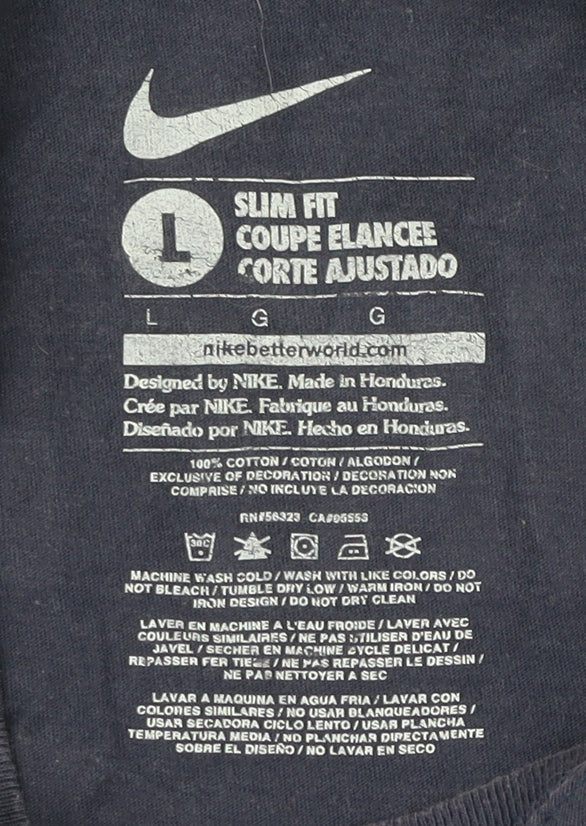 L
SLIM FIT
COUPE ELANCEE
CORTE AJUSTADO
L G G
nikebetterworld.com
Designed by NIKE. Made in Honduras.
Crée par NIKE. Fabrique au Honduras.
Diseñado por NIKE. Hecho en Honduras.
100% COTTON / COTON / ALGODON /
EXCLUSIVE OF DECORATION / DECORATION NON
COMPRISE / NO INCLUYE LA DECORACION
RN#56323 CA#05553
30C
MACHINE WASH COLD / WASH WITH LIKE COLORS / DO
NOT BLEACH / TUMBLE DRY LOW / WARM IRON / DO NOT
IRON DESIGN / DO NOT DRY CLEAN
LAVER EN MACHINE A L'EAU FROIDE / LAVER AVEC
COULEURS SIMILAIRES / NE PAS UTILISER D'EAU DE
JAVEL / SECHER EN MACHINE CYCLE DELICAT /
REPASSER FER TIEDE / NE PAS REPASSER LE DESSIN /
NE PAS NETTOYER A SEC
LAVAR A MAQUINA EN AGUA FRIA / LAVAR CON
COLORES SIMILARES / NO USAR BLANQUEADORES /
USAR SECADORA CICLO LENTO / USAR PLANCHA
TEMPERATURA MEDIA / NO PLANCHAR DIRECTAMENTE
SOBRE EL DISEÑO / NO LAVAR EN SECO